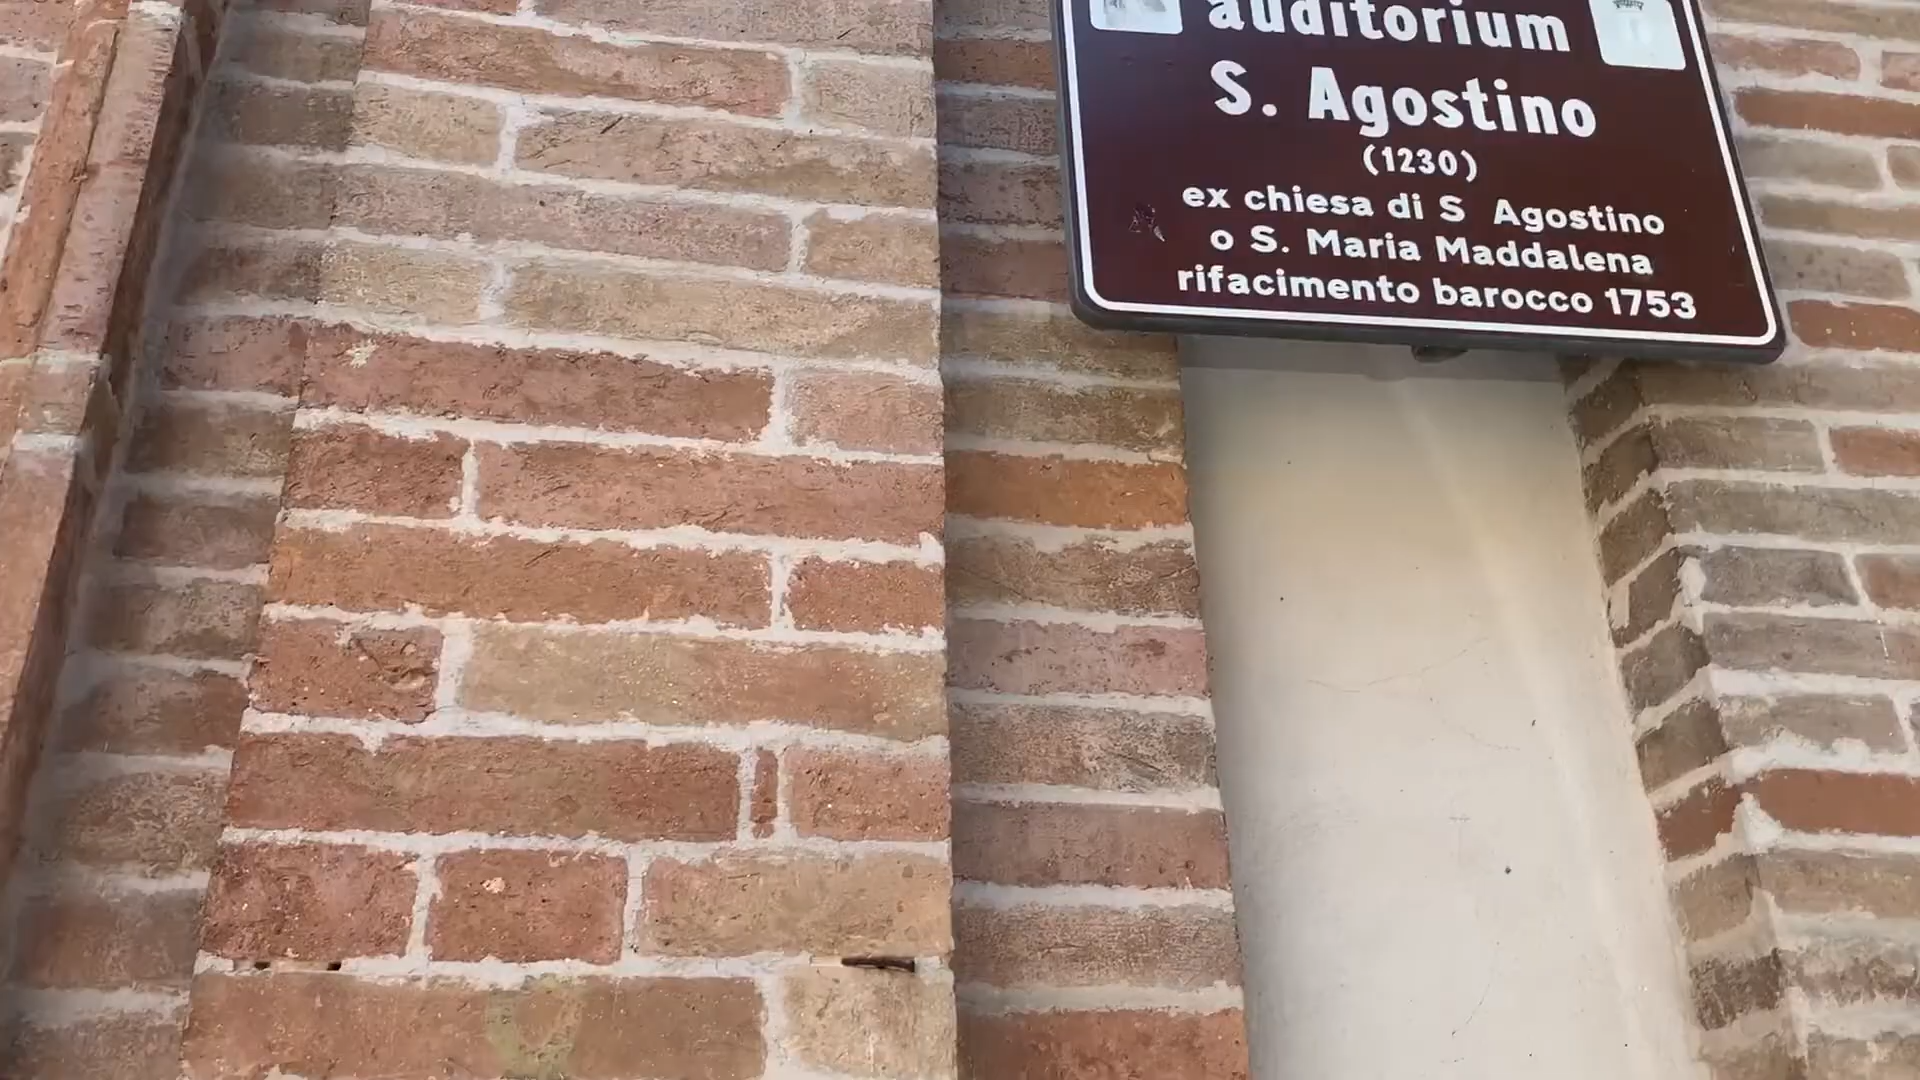 auditorium
S. Agostino
(1230)
ex chiesa di S Agostino
o S. Maria Maddalena
rifacimento barocco 1753